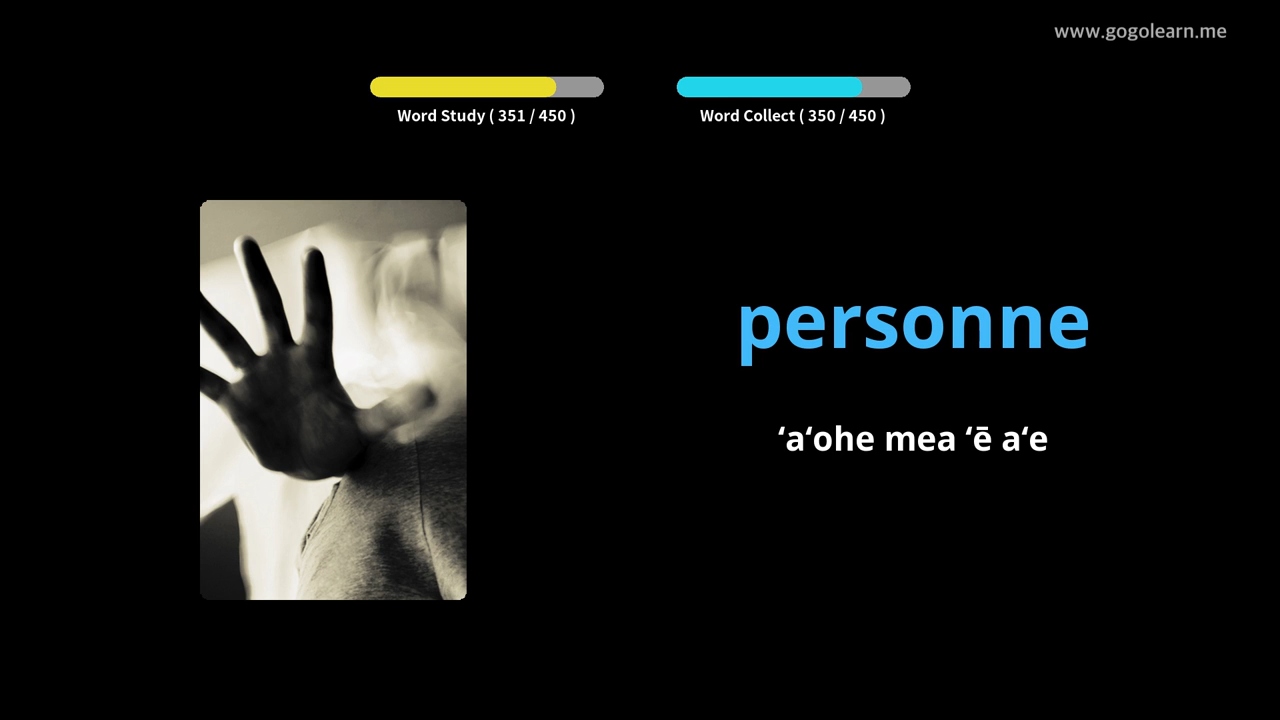 www.gogolearn.me
Word Study ( 351 / 450 )
Word Collect ( 350 / 450 )
personne
ʻaʻohe mea ʻē aʻe